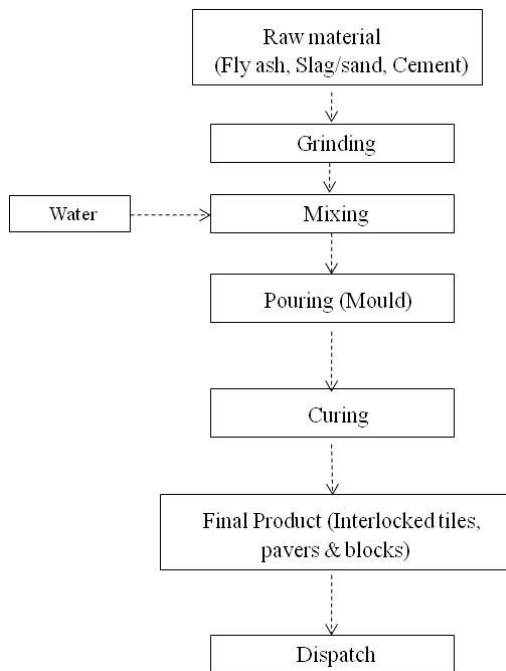 Raw material
(Fly ash, Slag/sand, Cement)
Grinding
Water
Mixing
Pouring (Mould)
Curing
Final Product (Interlocked tiles,
pavers & blocks)
Dispatch